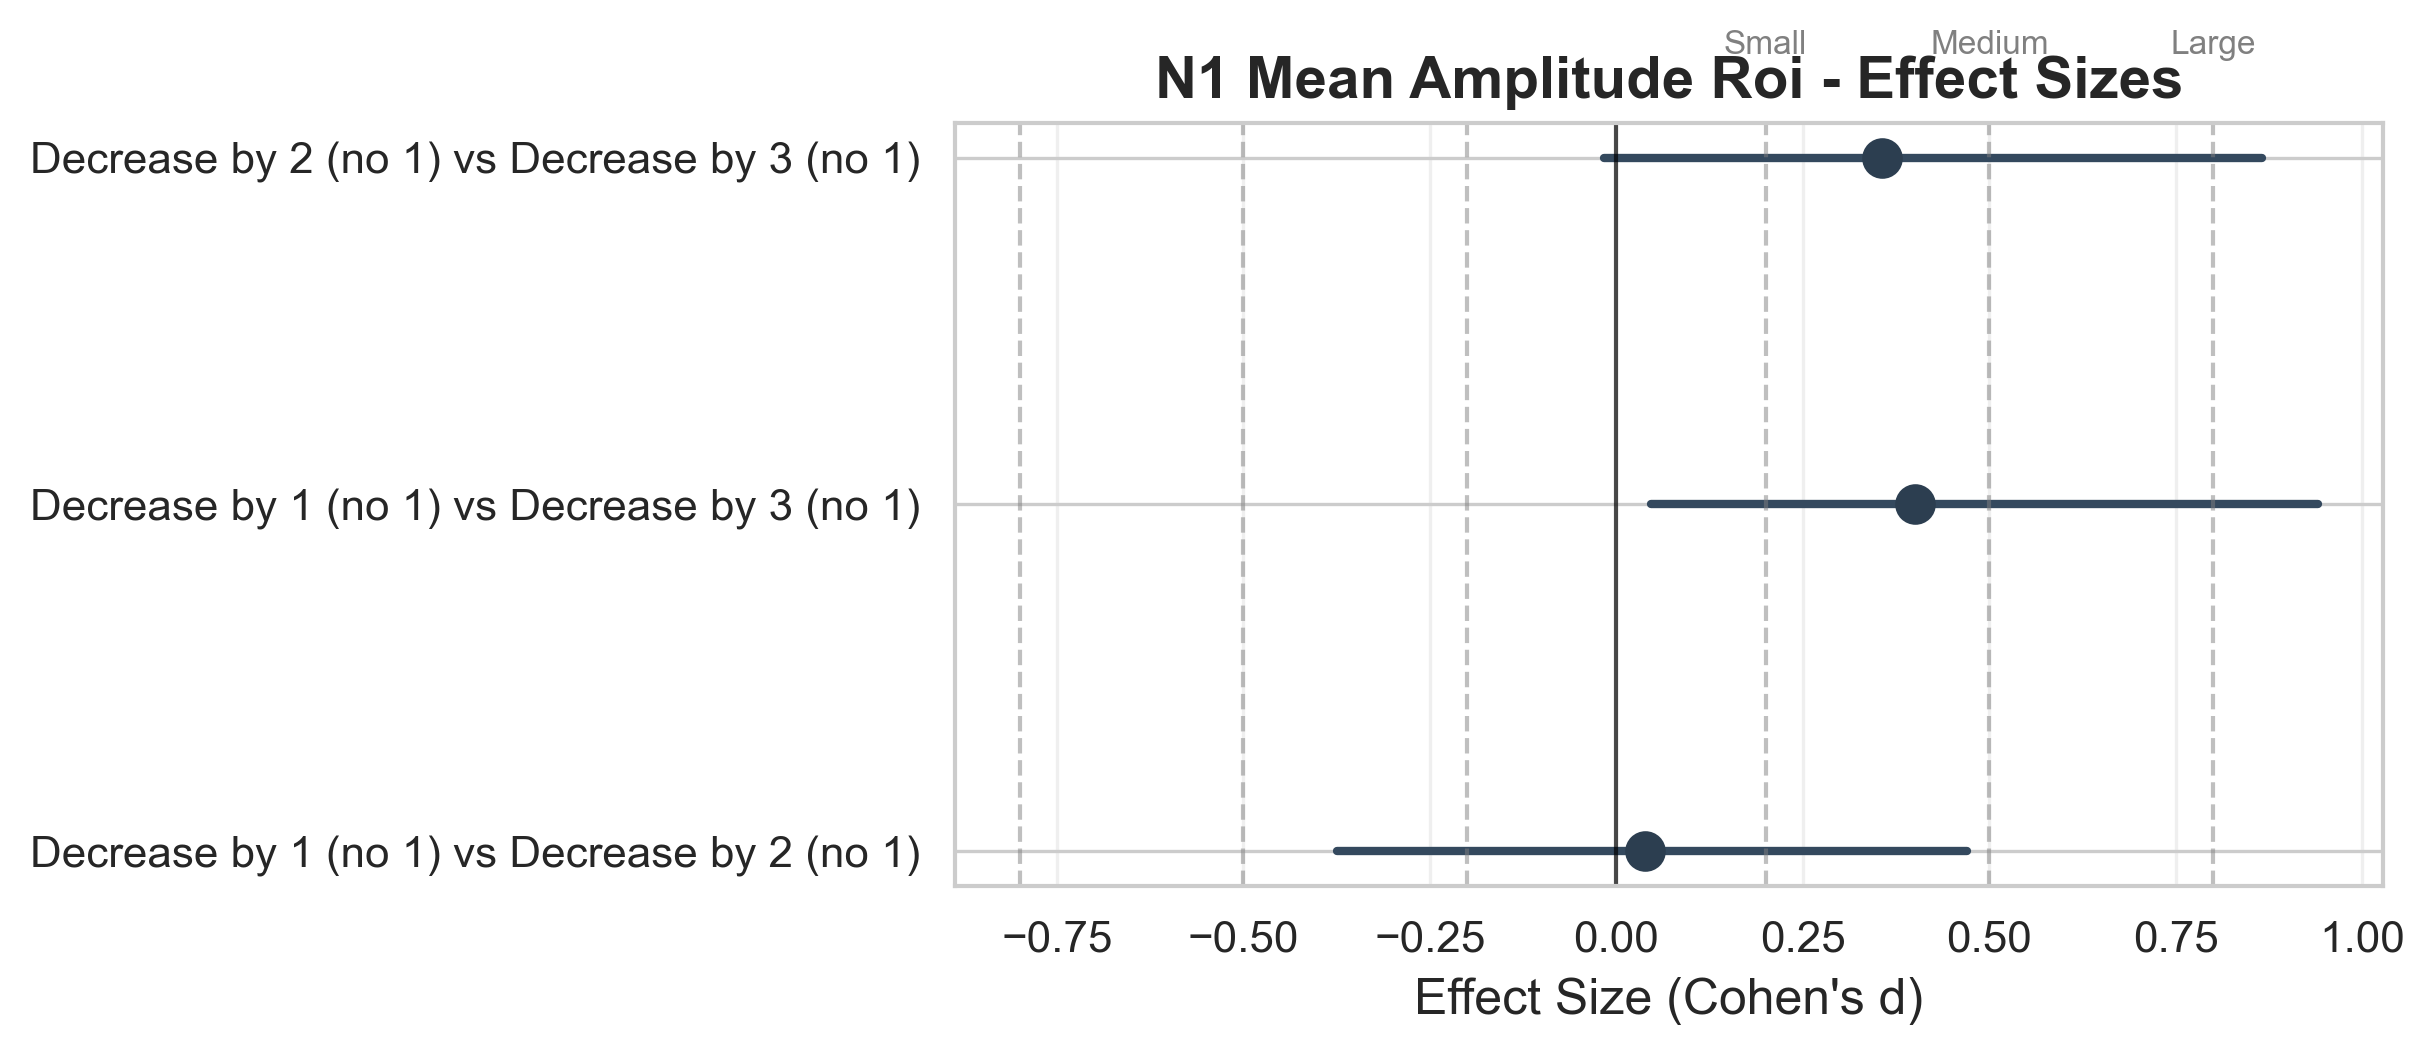 Small Medium Large
N1 Mean Amplitude Roi - Effect Sizes
Decrease by 2 (no 1) vs Decrease by 3 (no 1)
Decrease by 1 (no 1) vs Decrease by 3 (no 1)
Decrease by 1 (no 1) vs Decrease by 2 (no 1)
−0.75 −0.50 −0.25 0.00 0.25 0.50 0.75 1.00
Effect Size (Cohen's d)